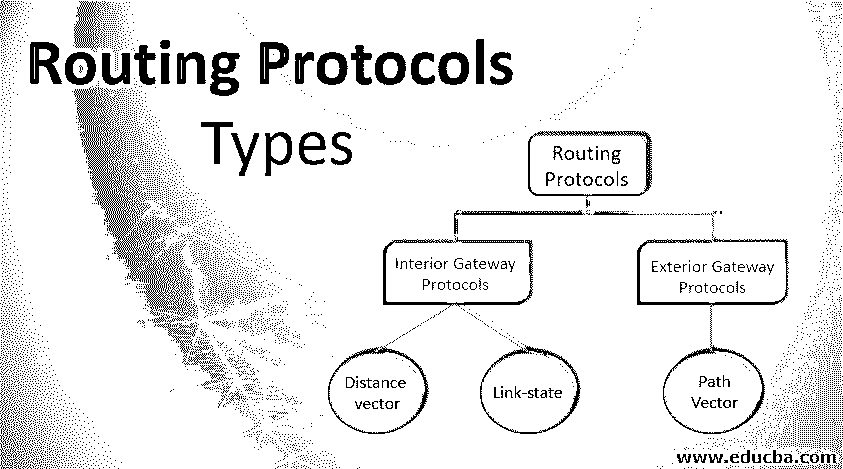 Routing Protocols
Types
Routing
Protocols
Interior Gateway
Protocols
Exterior Gateway
Protocols
Distance
vector
Link-state
Path
Vector
www.educba.com